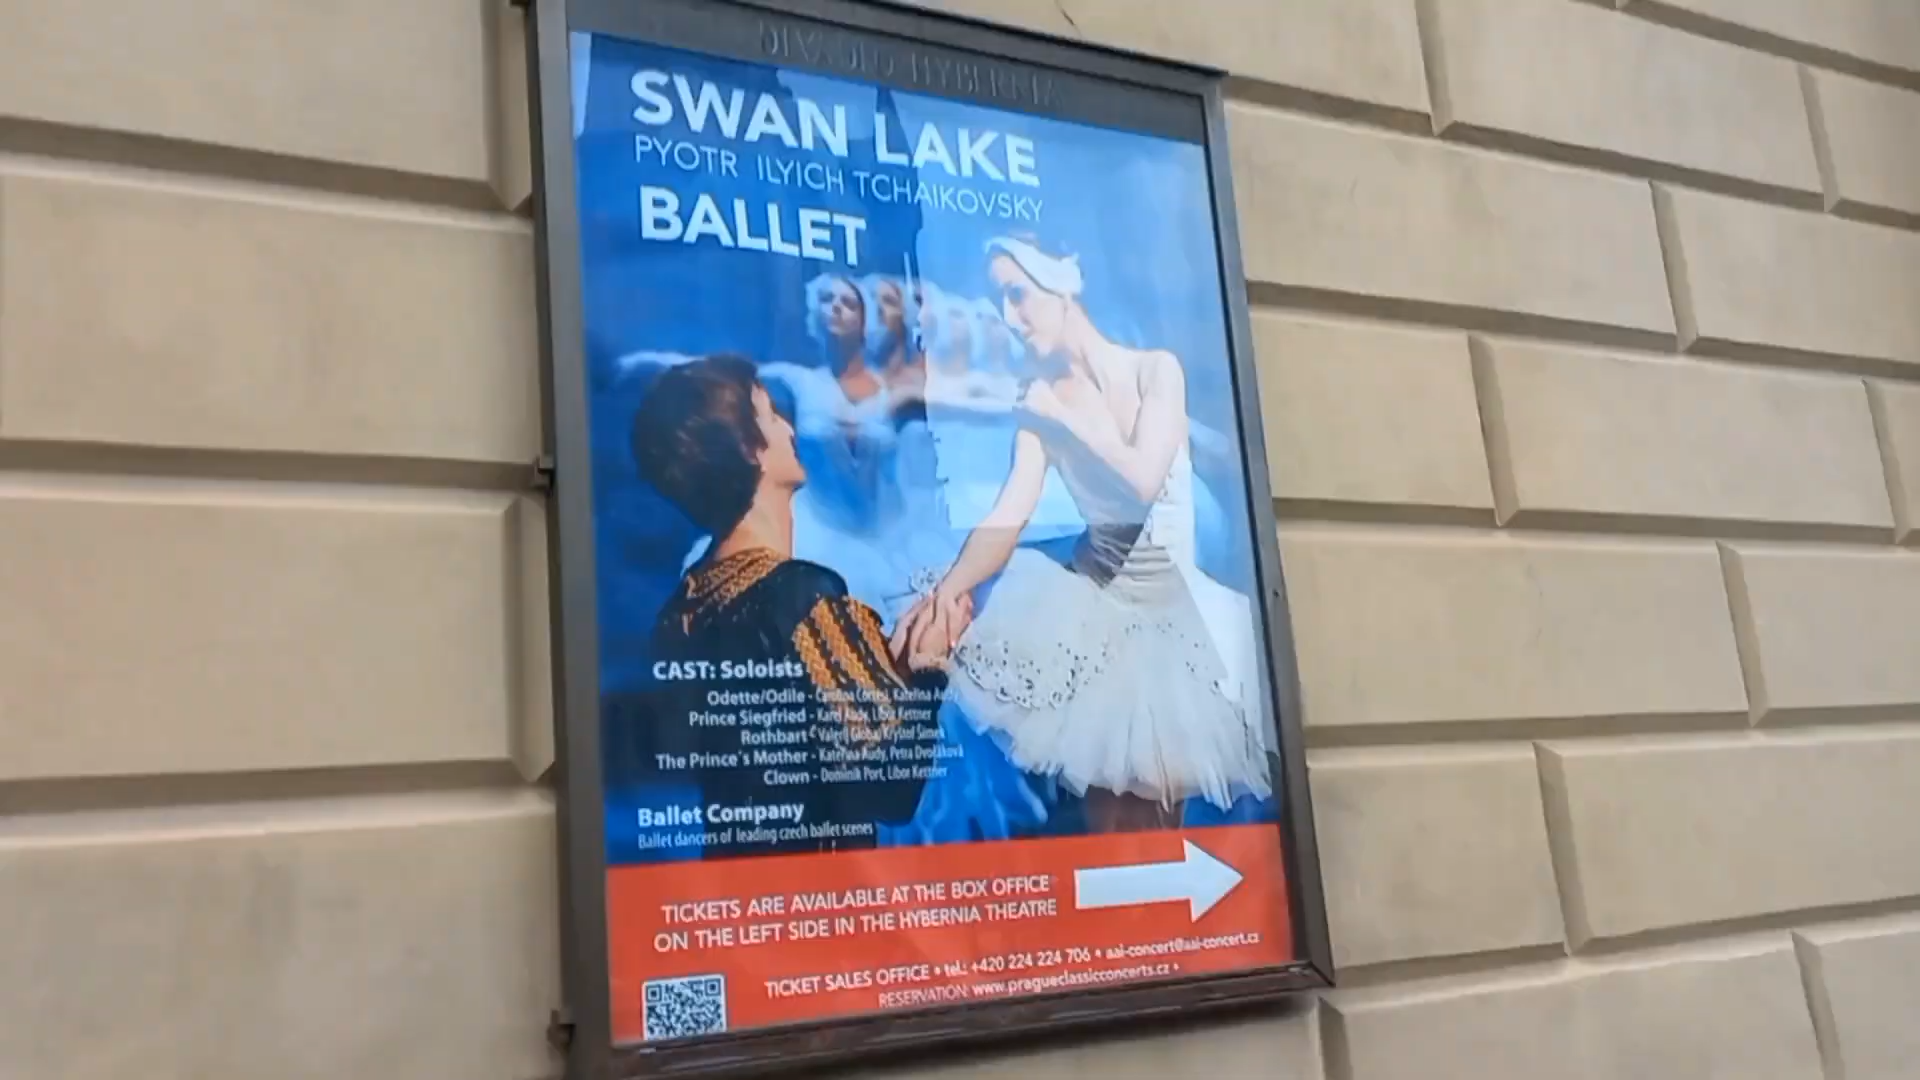 DIVADLO HYBERNIA
SWAN LAKE
PYOTR ILYICH TCHAIKOVSKY
BALLET
CAST: Soloists
Odette/Odile - Carolina Cortesi, Kateřina Audy
Prince Siegfried - Karel Audy, Libor Kettner
Rothbart - Valerij Globa, Kryštof Šimek
The Prince´s Mother - Kateřina Audy, Petra Dvořáková
Clown - Dominik Port, Libor Kettner
Ballet Company
Ballet dancers of leading czech ballet scenes
TICKETS ARE AVAILABLE AT THE BOX OFFICE
ON THE LEFT SIDE IN THE HYBERNIA THEATRE
TICKET SALES OFFICE • tel.: +420 224 224 706 • aai-concert@aai-concert.cz
RESERVATION: www.pragueclassicconcerts.cz •